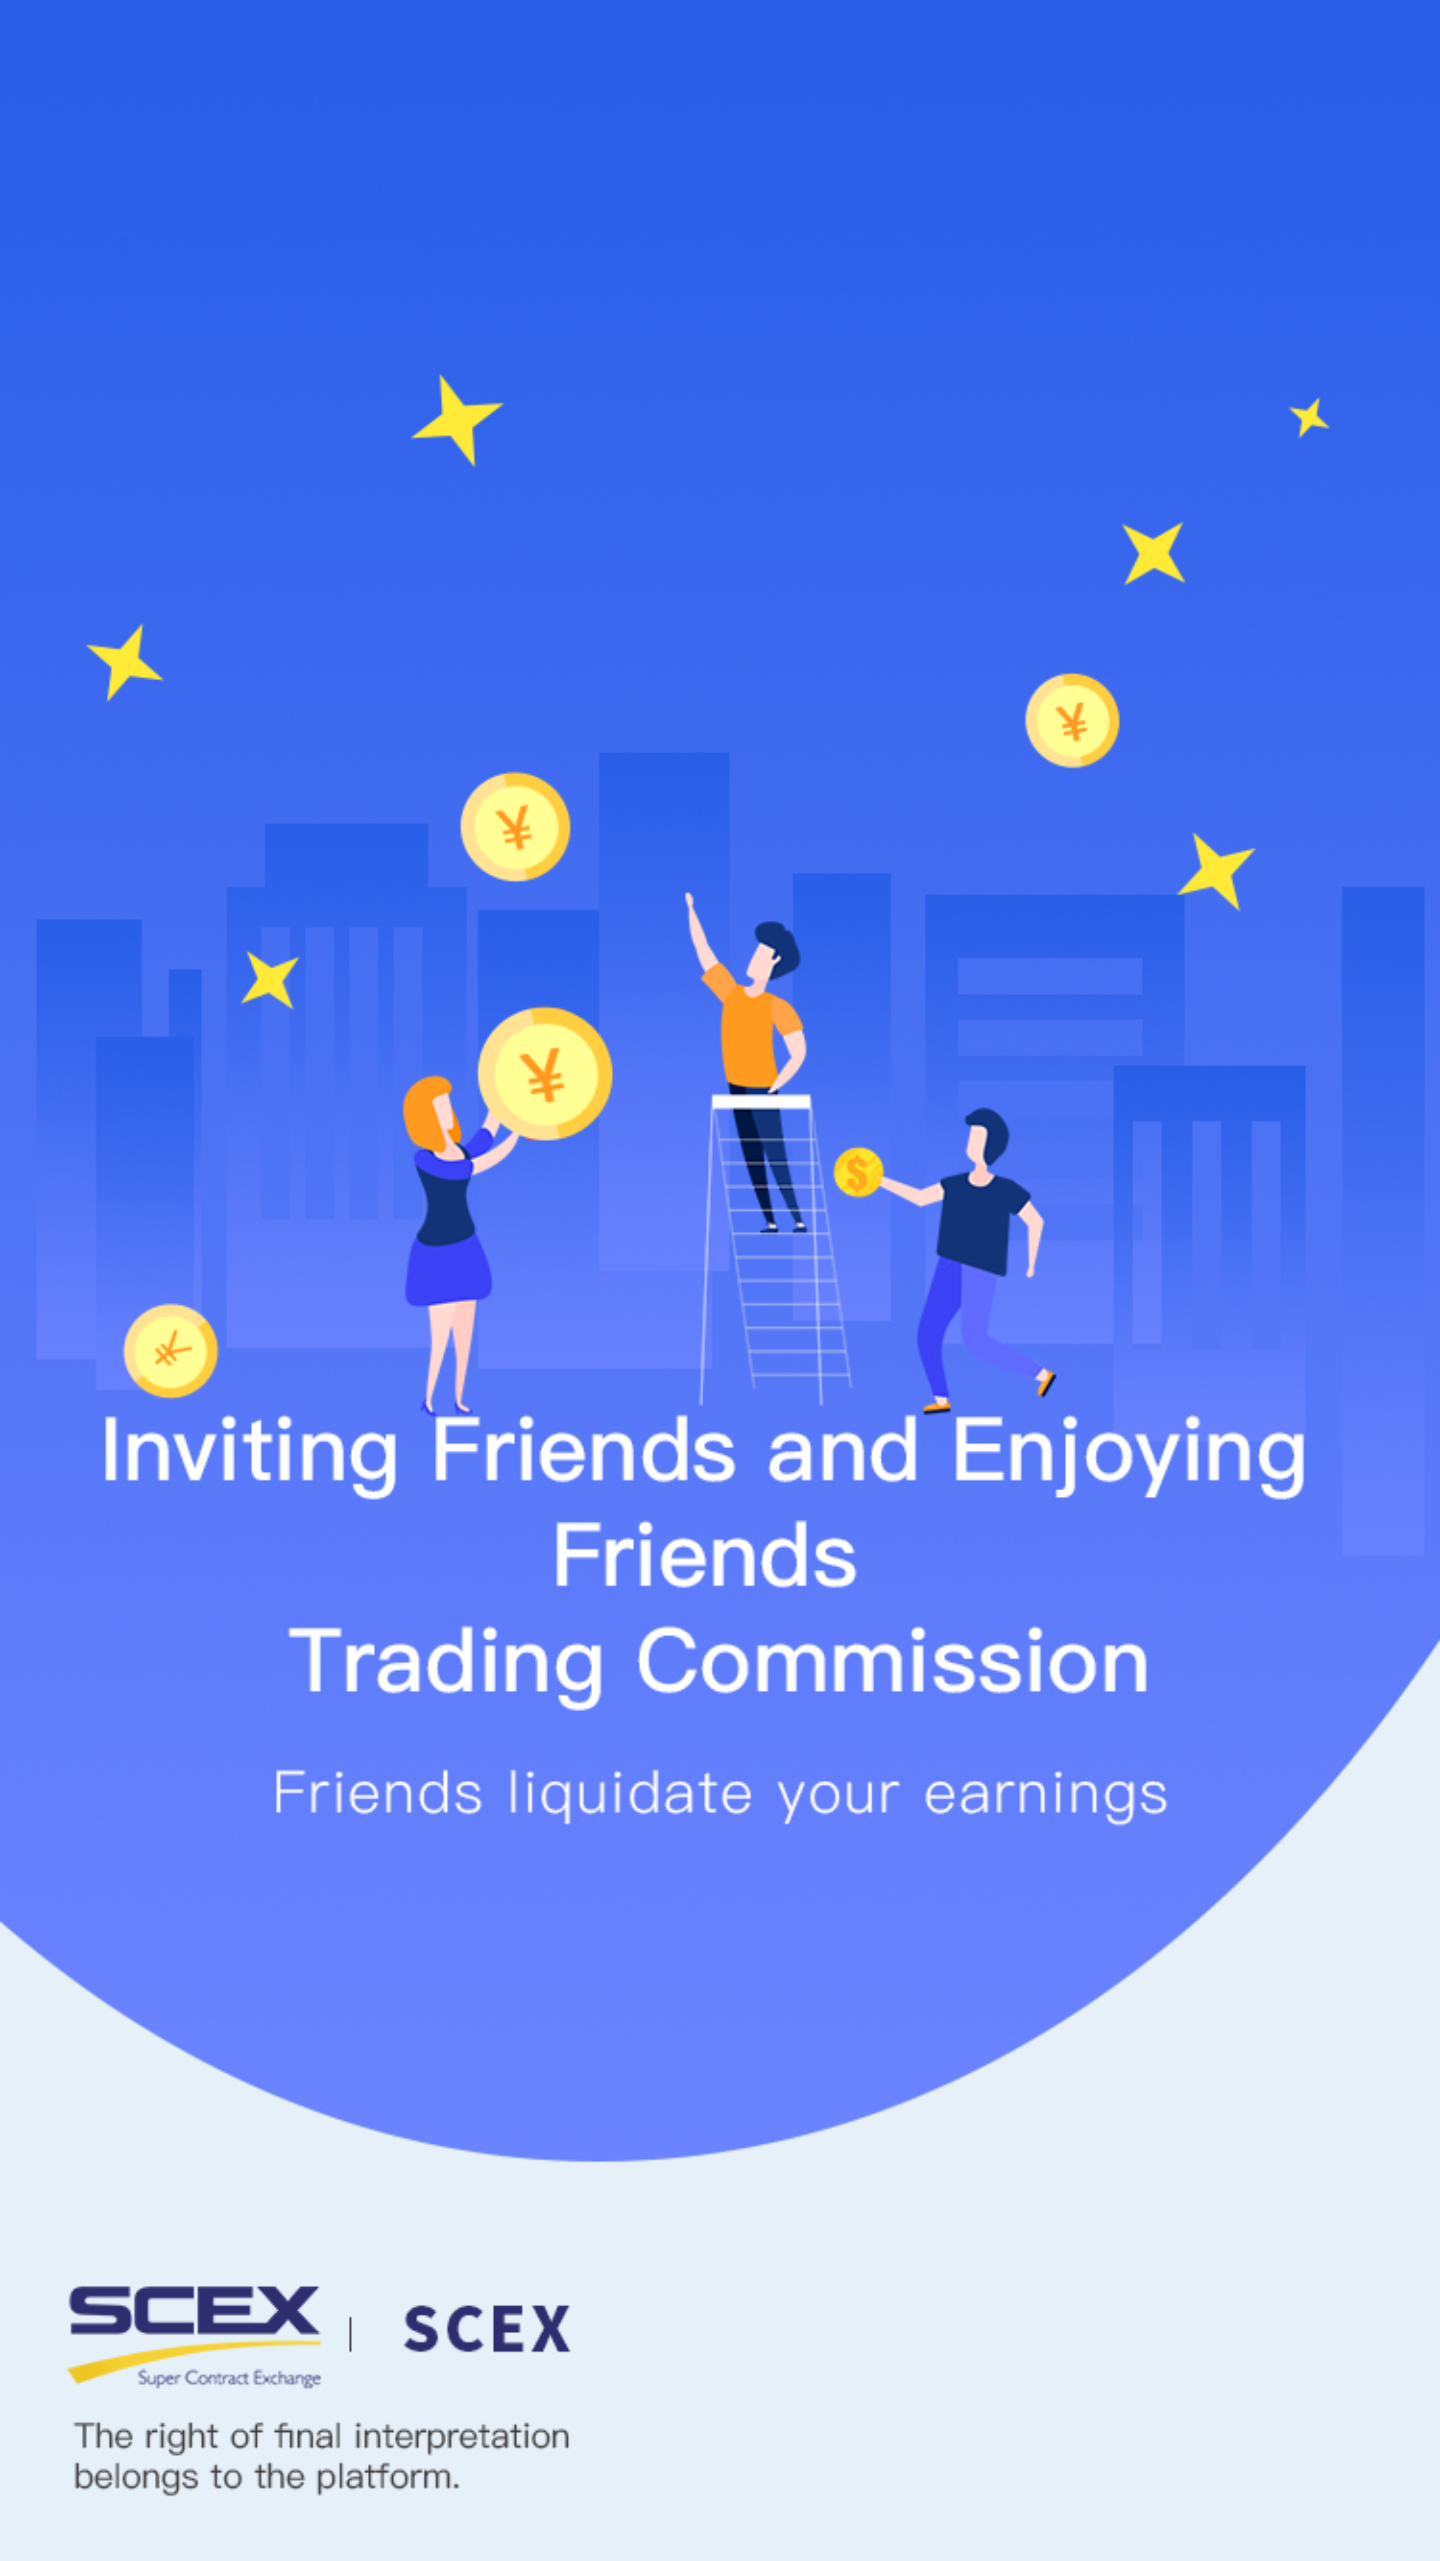 ¥
¥
¥
$
¥
Inviting Friends and Enjoying
Friends
Trading Commission
Friends liquidate your earnings
SCEX | SCEX
Super Contract Exchange
The right of final interpretation
belongs to the platform.